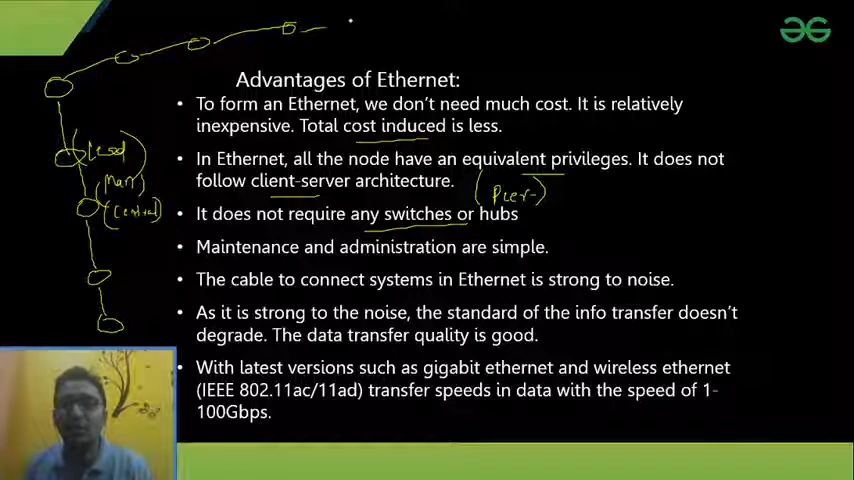 Advantages of Ethernet:
• To form an Ethernet, we don't need much cost. It is relatively
inexpensive. Total cost induced is less.
• In Ethernet, all the node have an equivalent privileges. It does not
follow client-server architecture.
(Peer-)
• It does not require any switches or hubs
• Maintenance and administration are simple.
• The cable to connect systems in Ethernet is strong to noise.
• As it is strong to the noise, the standard of the info transfer doesn't
degrade. The data transfer quality is good.
• With latest versions such as gigabit ethernet and wireless ethernet
(IEEE 802.11ac/11ad) transfer speeds in data with the speed of 1-
100Gbps.